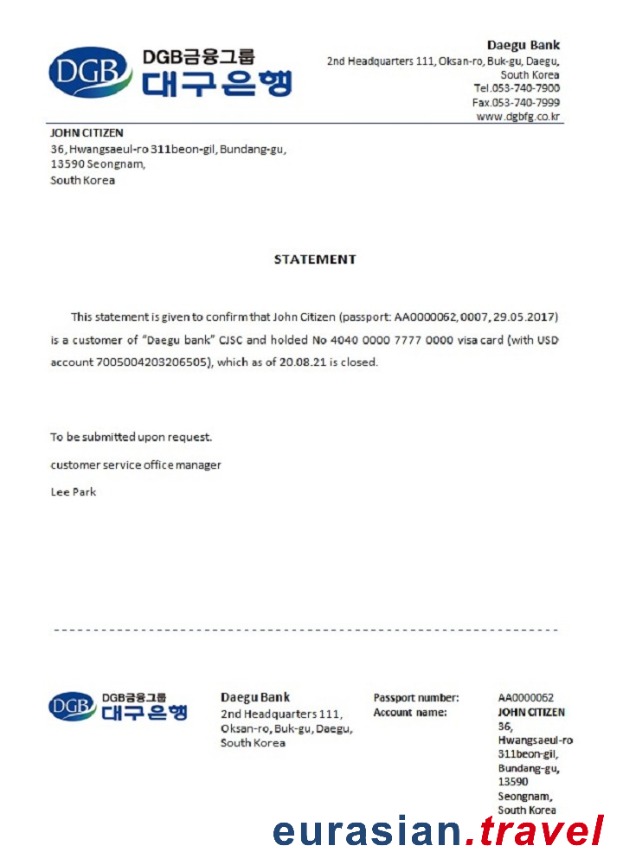 DGB
DGB금융그룹
대구은행
Daegu Bank
2nd Headquarters 111, Oksan-ro, Buk-gu, Daegu,
South Korea
Tel.053-740-7900
Fax.053-740-7999
www.dgbfg.co.kr
JOHN CITIZEN
36, Hwangsaeul-ro 311beon-gil, Bundang-gu,
13590 Seongnam,
South Korea
STATEMENT
This statement is given to confirm that John Citizen (passport: AA0000062, 0007, 29.05.2017)
is a customer of “Daegu bank” CJSC and holded No 4040 0000 7777 0000 visa card (with USD
account 7005004203206505), which as of 20.08.21 is closed.
To be submitted upon request.
customer service office manager
Lee Park
DGB
DGB금융그룹
대구은행
Daegu Bank
2nd Headquarters 111,
Oksan-ro, Buk-gu, Daegu,
South Korea
Passport number:
Account name:
AA0000062
JOHN CITIZEN
36,
Hwangsaeul-ro
311beon-gil,
Bundang-gu,
13590
Seongnam,
South Korea
eurasian.travel